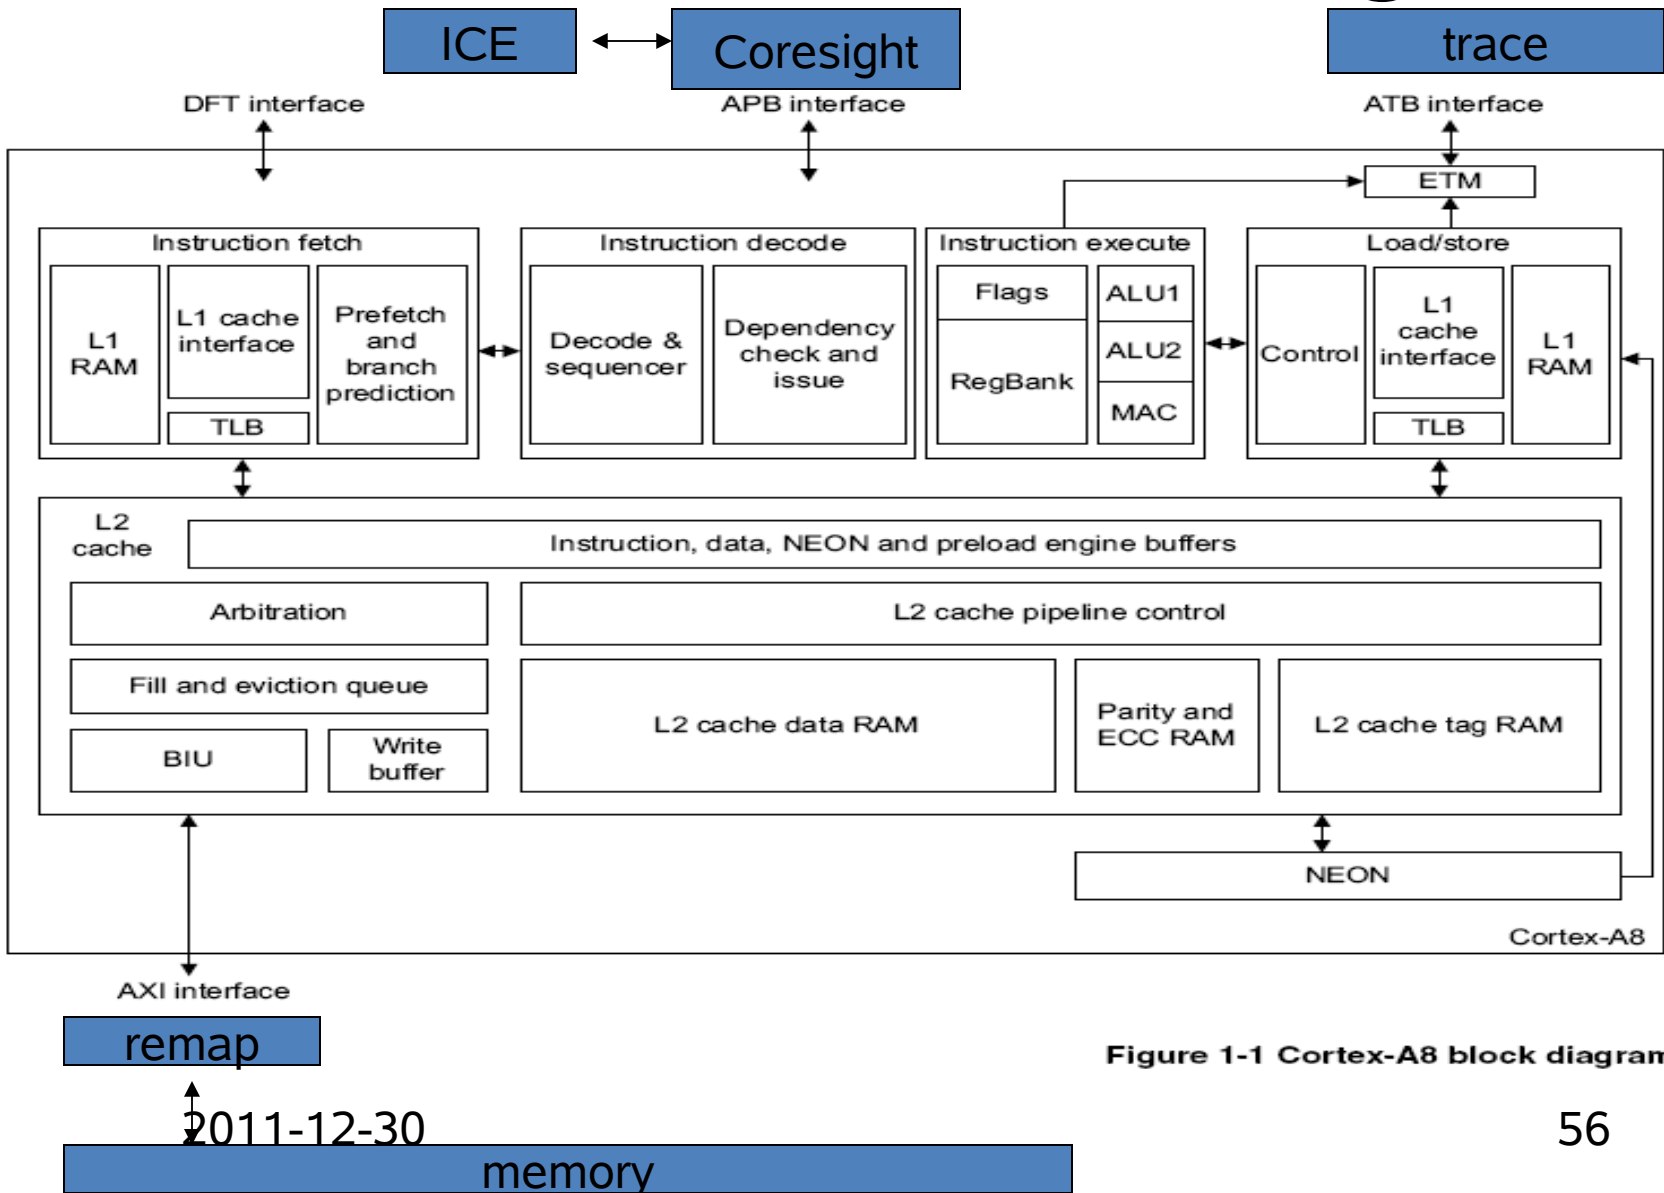 ICE
Coresight
trace
DFT interface
APB interface
ATB interface
ETM
Instruction fetch
L1
RAM
L1 cache
interface
TLB
Prefetch
and
branch
prediction
Instruction decode
Decode &
sequencer
Dependency
check and
issue
Instruction execute
Flags
RegBank
ALU1
ALU2
MAC
Load/store
Control
L1
cache
interface
TLB
L1
RAM
L2
cache
Instruction, data, NEON and preload engine buffers
Arbitration
L2 cache pipeline control
Fill and eviction queue
BIU
Write
buffer
L2 cache data RAM
Parity and
ECC RAM
L2 cache tag RAM
NEON
Cortex-A8
AXI interface
remap
Figure 1-1 Cortex-A8 block diagram
2011-12-30
56
memory